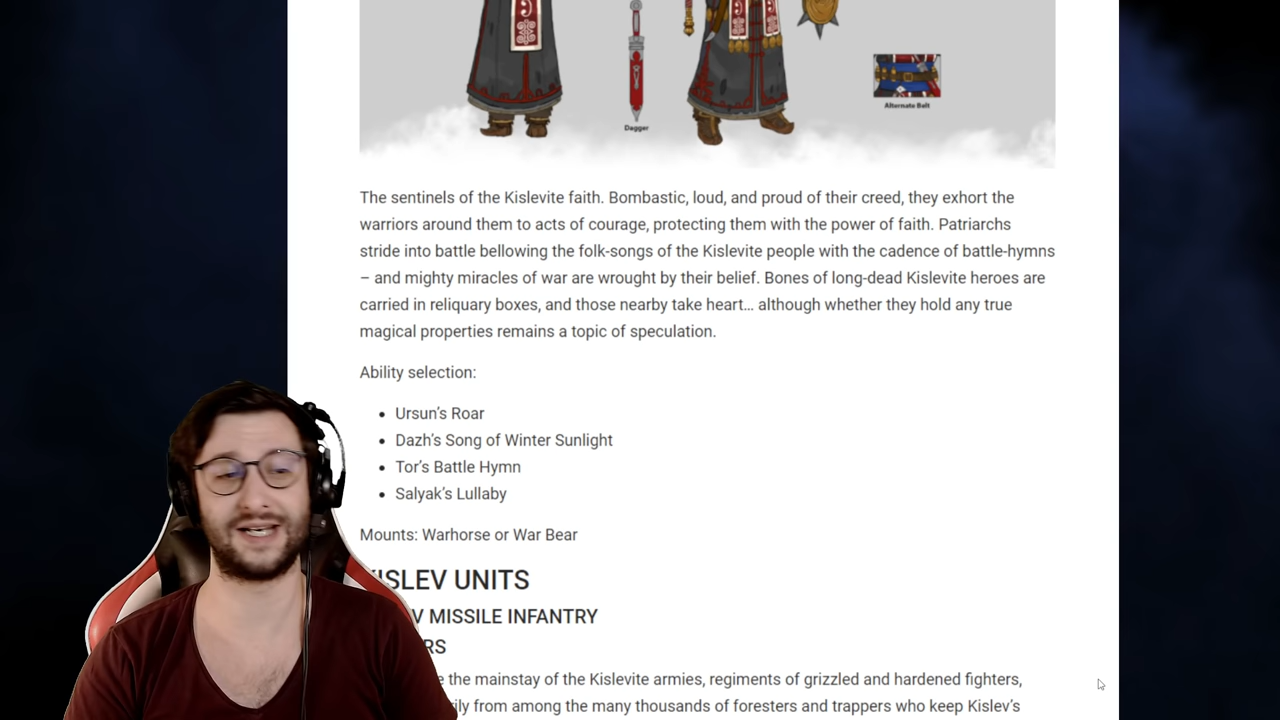 Dagger
Alternate Belt
The sentinels of the Kislevite faith. Bombastic, loud, and proud of their creed, they exhort the
warriors around them to acts of courage, protecting them with the power of faith. Patriarchs
stride into battle bellowing the folk-songs of the Kislevite people with the cadence of battle-hymns
– and mighty miracles of war are wrought by their belief. Bones of long-dead Kislevite heroes are
carried in reliquary boxes, and those nearby take heart… although whether they hold any true
magical properties remains a topic of speculation.
Ability selection:
• Ursun’s Roar
• Dazh’s Song of Winter Sunlight
• Tor’s Battle Hymn
• Salyak’s Lullaby
Mounts: Warhorse or War Bear
KISLEV UNITS
V MISSILE INFANTRY
RS
e the mainstay of the Kislevite armies, regiments of grizzled and hardened fighters,
ily from among the many thousands of foresters and trappers who keep Kislev’s